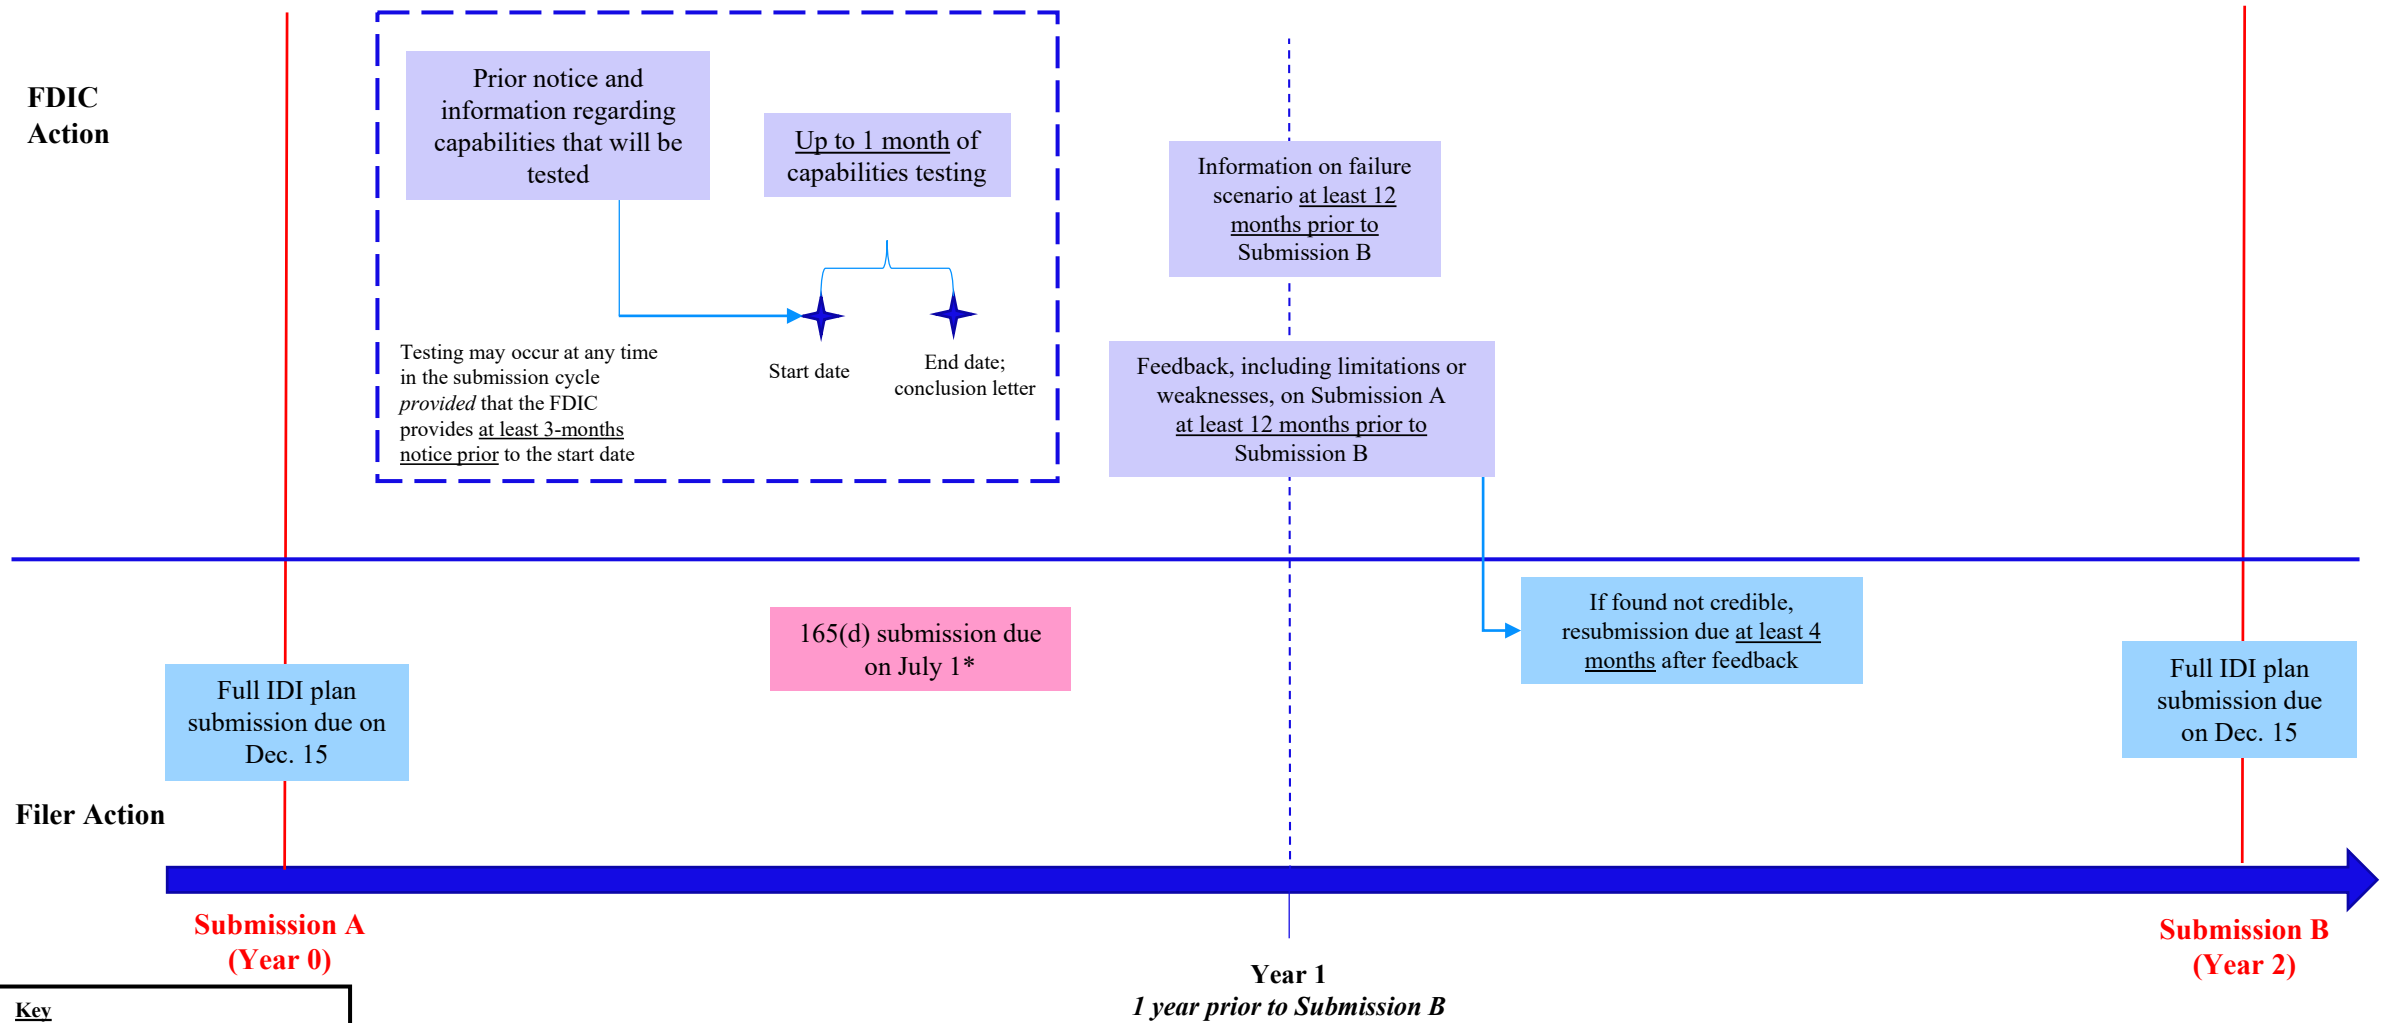 FDIC
Action
Prior notice and
information regarding
capabilities that will be
tested
Up to 1 month of
capabilities testing
Testing may occur at any time
in the submission cycle
provided that the FDIC
provides at least 3-months
notice prior to the start date
Start date
End date;
conclusion letter
Information on failure
scenario at least 12
months prior to
Submission B
Feedback, including limitations or
weaknesses, on Submission A
at least 12 months prior to
Submission B
165(d) submission due
on July 1*
If found not credible,
resubmission due at least 4
months after feedback
Full IDI plan
submission due on
Dec. 15
Full IDI plan
submission due
on Dec. 15
Filer Action
Submission A
(Year 0)
Year 1
1 year prior to Submission B
Submission B
(Year 2)
Key